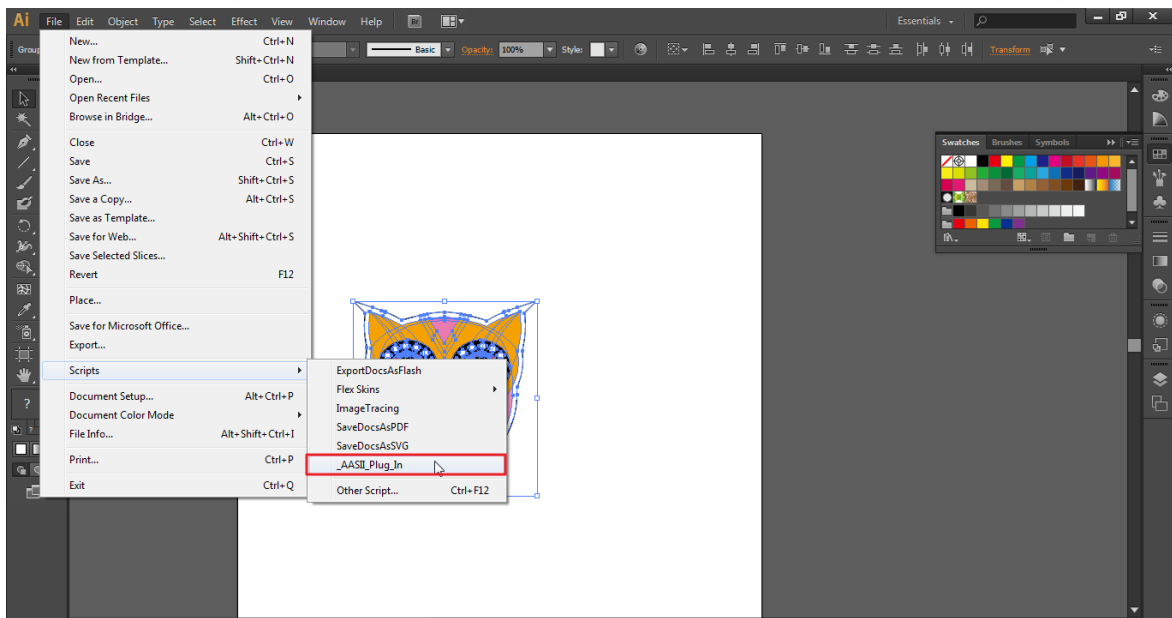 Ai File Edit Object Type Select Effect View Window Help Br Essentials
Group Basic Opacity: 100% Style: Transform
New... Ctrl+N
New from Template... Shift+Ctrl+N
Open... Ctrl+O
Open Recent Files
Browse in Bridge... Alt+Ctrl+O
Close Ctrl+W
Save Ctrl+S
Save As... Shift+Ctrl+S
Save a Copy... Alt+Ctrl+S
Save as Template...
Save for Web... Alt+Shift+Ctrl+S
Save Selected Slices...
Revert F12
Place...
Save for Microsoft Office...
Export...
Scripts
Document Setup... Alt+Ctrl+P
Document Color Mode
File Info... Alt+Shift+Ctrl+I
Print... Ctrl+P
Exit Ctrl+Q
ExportDocsAsFlash
Flex Skins
ImageTracing
SaveDocsAsPDF
SaveDocsAsSVG
_AASII_Plug_In
Other Script... Ctrl+F12
Swatches Brushes Symbols